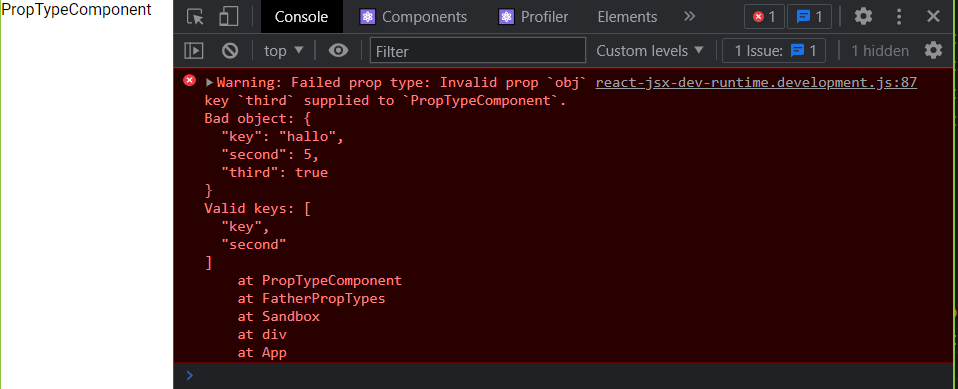 PropTypeComponent
Console Components Profiler Elements » 1 1
top Filter Custom levels 1 Issue: 1 1 hidden
Warning: Failed prop type: Invalid prop `obj` react-jsx-dev-runtime.development.js:87
key `third` supplied to `PropTypeComponent`.
Bad object: {
"key": "hallo",
"second": 5,
"third": true
}
Valid keys: [
"key",
"second"
]
at PropTypeComponent
at FatherPropTypes
at Sandbox
at div
at App